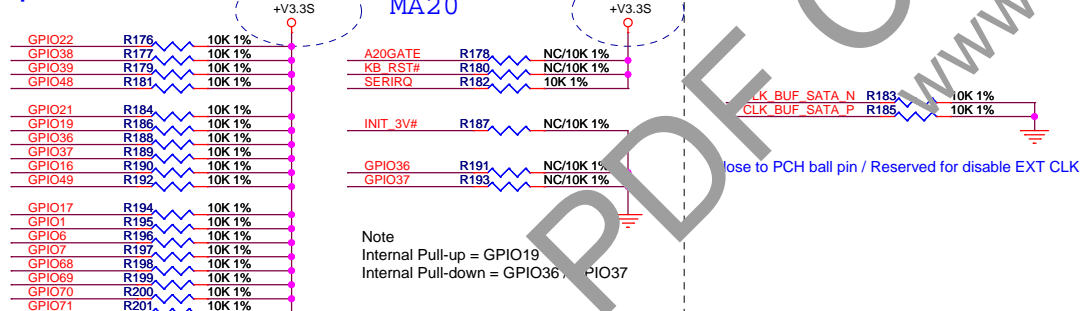 +V3.3S
MA20
+V3.3S
GPIO22 R176 10K 1%
GPIO38 R177 10K 1%
GPIO39 R179 10K 1%
GPIO48 R181 10K 1%
GPIO21 R184 10K 1%
GPIO19 R186 10K 1%
GPIO36 R188 10K 1%
GPIO37 R189 10K 1%
GPIO16 R190 10K 1%
GPIO49 R192 10K 1%
GPIO17 R194 10K 1%
GPIO1 R195 10K 1%
GPIO6 R196 10K 1%
GPIO7 R197 10K 1%
GPIO68 R198 10K 1%
GPIO69 R199 10K 1%
GPIO70 R200 10K 1%
GPIO71 R201 10K 1%
A20GATE R178 NC/10K 1%
KB_RST# R180 NC/10K 1%
SERIRQ R182 10K 1%
INIT_3V# R187 NC/10K 1%
GPIO36 R191 NC/10K 1%
GPIO37 R193 NC/10K 1%
Note
Internal Pull-up = GPIO19
Internal Pull-down = GPIO36 / GPIO37
CLK_BUF_SATA_N R183 10K 1%
CLK_BUF_SATA_P R185 10K 1%
lose to PCH ball pin / Reserved for disable EXT CLK
PDF
www